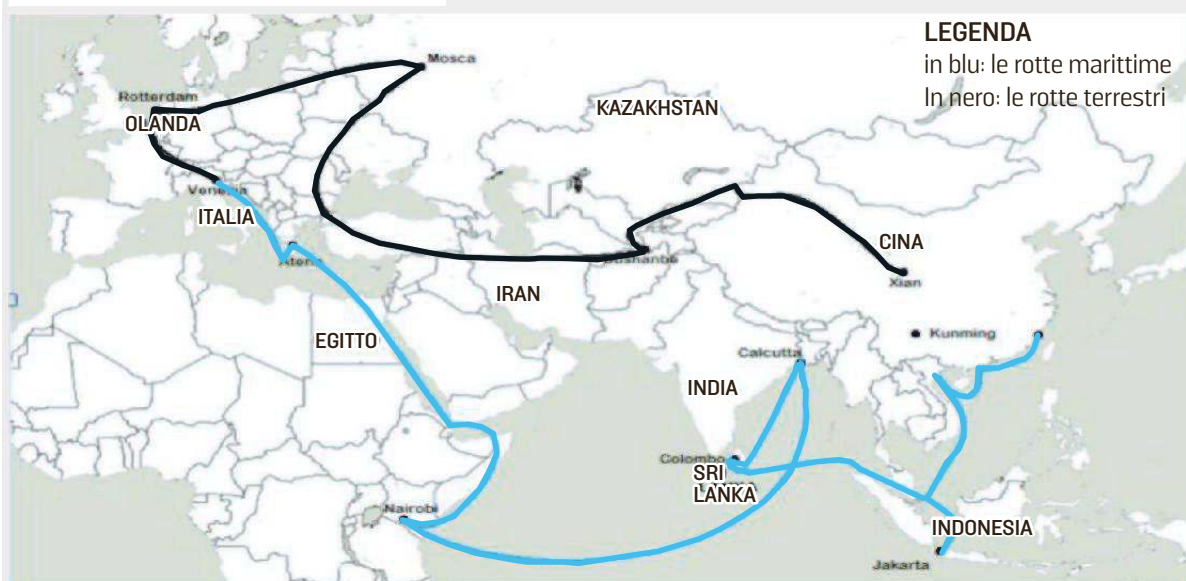 LEGENDA
in blu: le rotte marittime
In nero: le rotte terrestri
Mosca
Rotterdam
OLANDA
KAZAKHSTAN
Venezia
ITALIA
Atene
CINA
Dushanbe
Xian
IRAN
EGITTO
Kunming
Calcutta
INDIA
Colombo
SRI
LANKA
Nairobi
INDONESIA
Jakarta